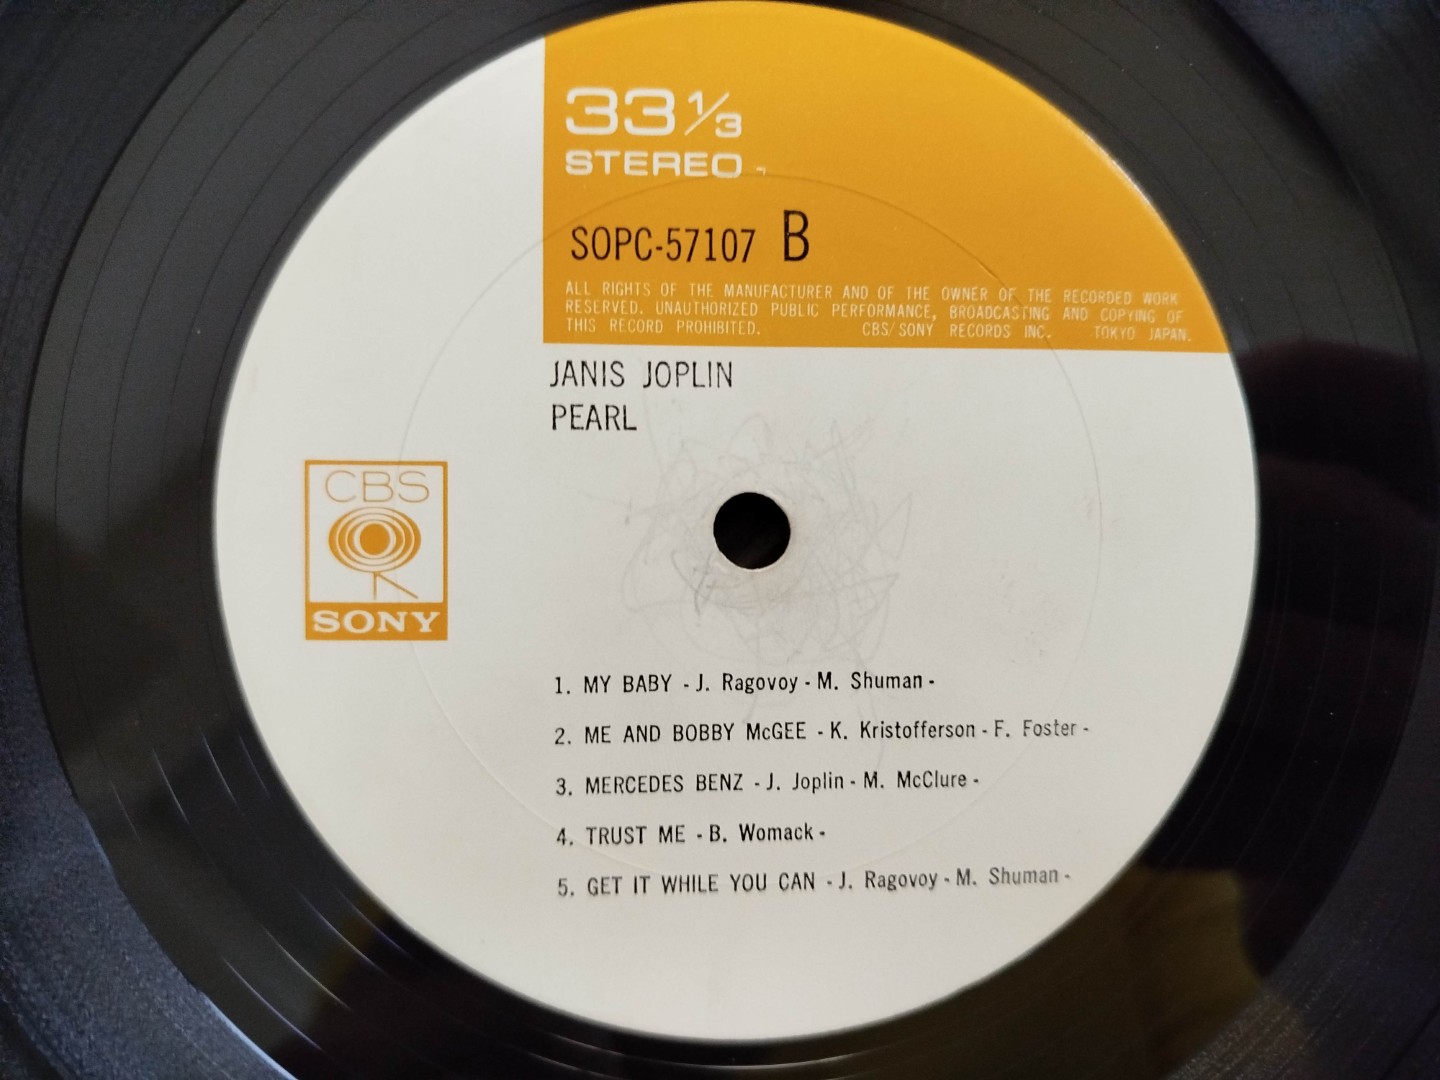 33 1/3
STEREO
SOPC-57107 B
ALL RIGHTS OF THE MANUFACTURER AND OF THE OWNER OF THE RECORDED WORK
RESERVED. UNAUTHORIZED PUBLIC PERFORMANCE, BROADCASTING AND COPYING OF
THIS RECORD PROHIBITED. CBS/SONY RECORDS INC. TOKYO JAPAN.
JANIS JOPLIN
PEARL
CBS
SONY
1. MY BABY - J. Ragovoy - M. Shuman -
2. ME AND BOBBY McGEE - K. Kristofferson - F. Foster -
3. MERCEDES BENZ - J. Joplin - M. McClure -
4. TRUST ME - B. Womack -
5. GET IT WHILE YOU CAN - J. Ragovoy - M. Shuman -